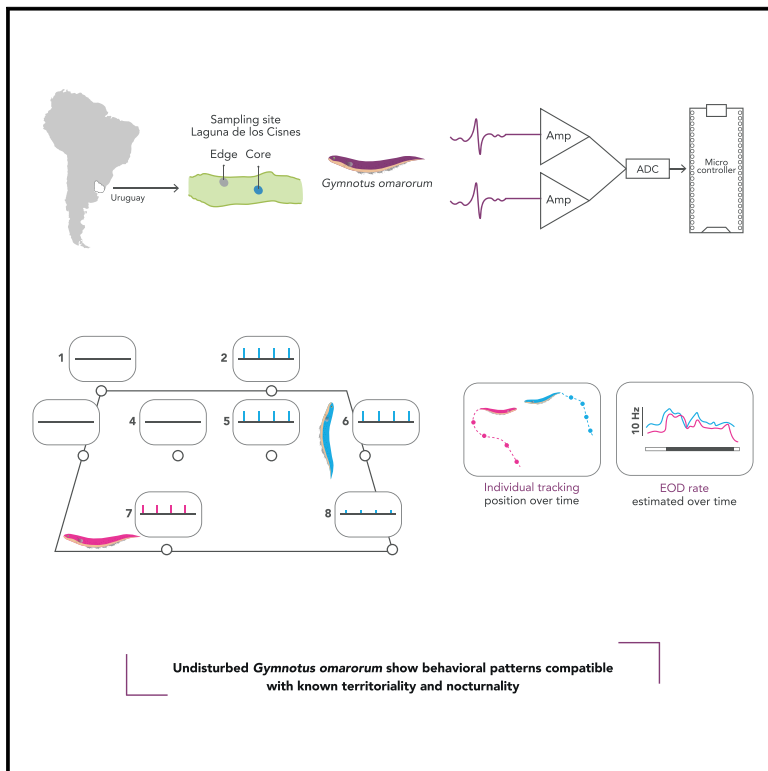 Sampling site
Laguna de los Cisnes
Edge Core
Uruguay
Gymnotus omarorum
Amp
Amp
ADC
Micro
controller
1
2
4
5
6
7
8
Individual tracking
position over time
10 Hz
EOD rate
estimated over time
Undisturbed Gymnotus omarorum show behavioral patterns compatible
with known territoriality and nocturnality